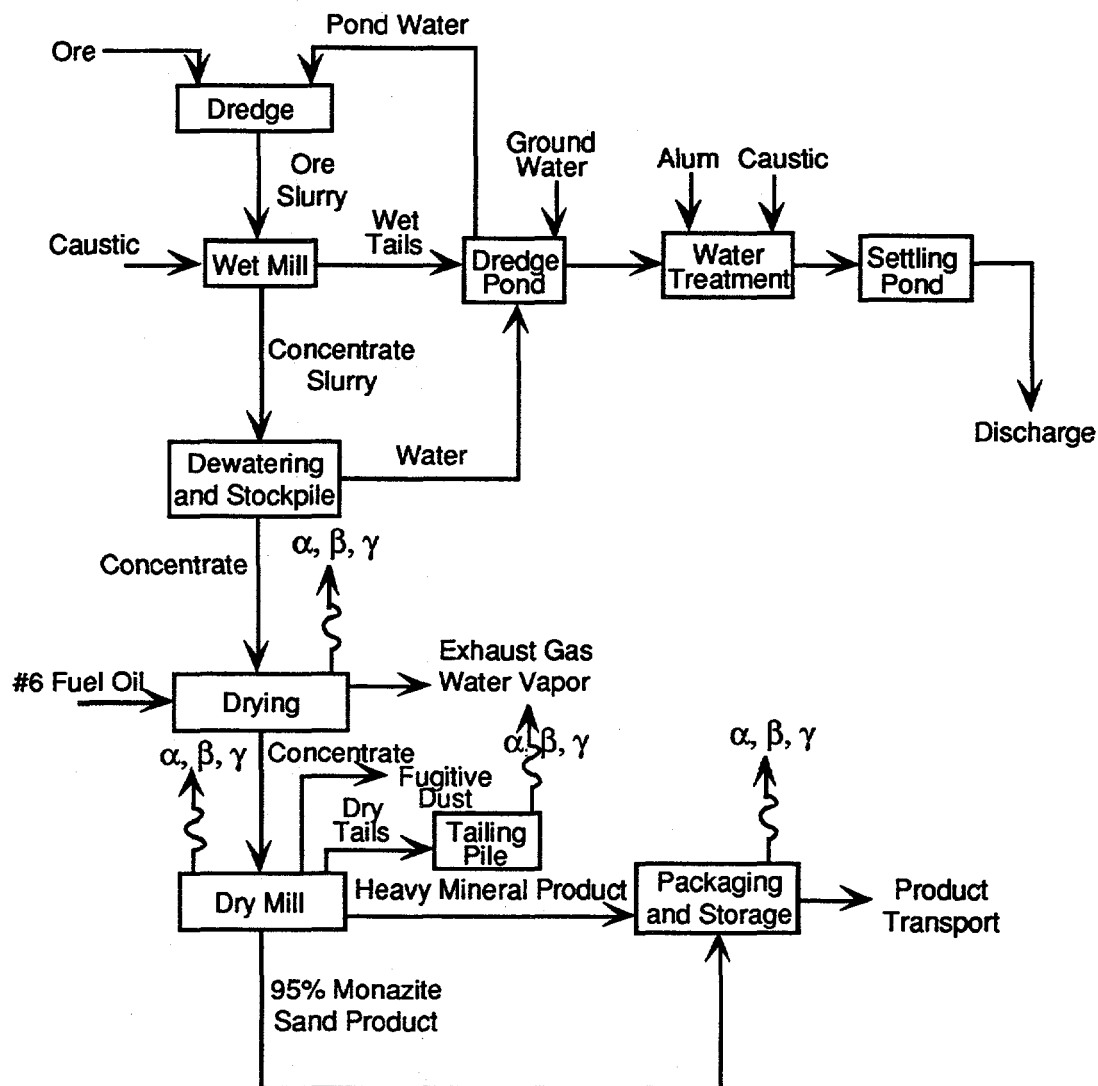 Pond Water
Ore
Dredge
Ore
Slurry
Ground
Water
Alum
Caustic
Caustic
Wet Mill
Wet
Tails
Dredge
Pond
Water
Treatment
Settling
Pond
Concentrate
Slurry
Discharge
Dewatering
and Stockpile
Water
Concentrate
α, β, γ
#6 Fuel Oil
Drying
Exhaust Gas
Water Vapor
α, β, γ
Concentrate
Fugitive
Dust
α, β, γ
α, β, γ
Dry
Tails
Tailing
Pile
Dry Mill
Heavy Mineral Product
Packaging
and Storage
Product
Transport
95% Monazite
Sand Product